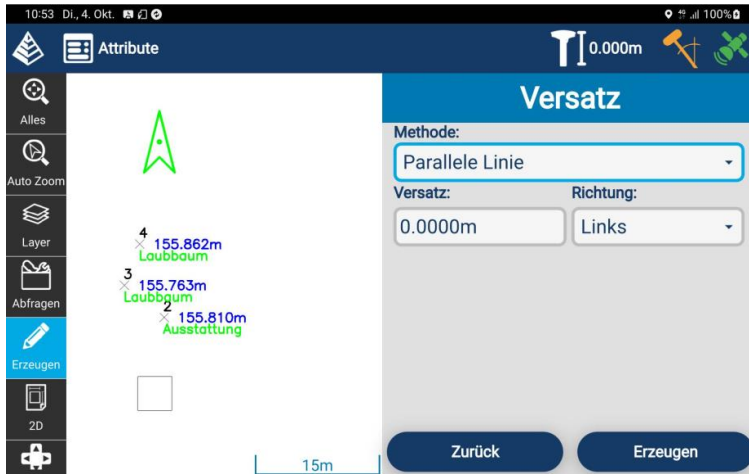 10:53 Di., 4. Okt. 100%
Attribute 0.000m
Alles
Auto Zoom
Layer
Abfragen
Erzeugen
2D
4
155.862m
Laubbaum
3
155.763m
Laubbaum
2
155.810m
Ausstattung
15m
Versatz
Methode:
Parallele Linie
Versatz: Richtung:
0.0000m Links
Zurück Erzeugen